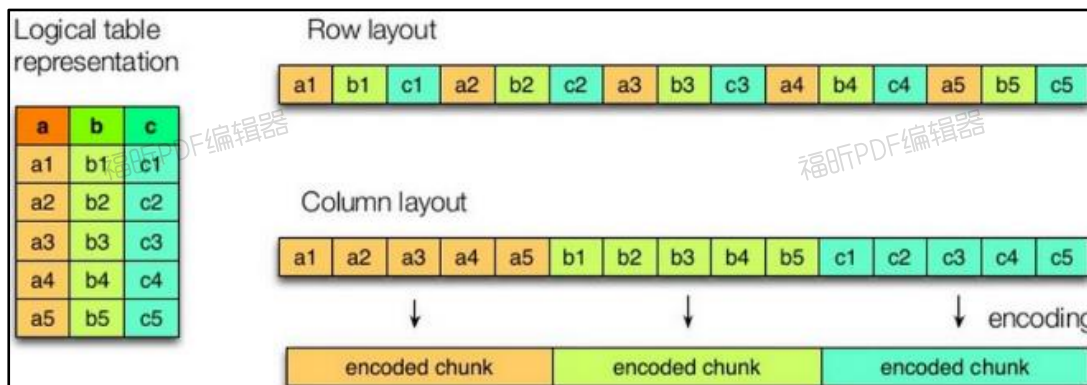 Logical table
representation
a b c
a1 b1 c1
a2 b2 c2
a3 b3 c3
a4 b4 c4
a5 b5 c5
Row layout
a1 b1 c1 a2 b2 c2 a3 b3 c3 a4 b4 c4 a5 b5 c5
Column layout
a1 a2 a3 a4 a5 b1 b2 b3 b4 b5 c1 c2 c3 c4 c5
encoding
encoded chunk encoded chunk encoded chunk
福昕PDF编辑器
福昕PDF编辑器